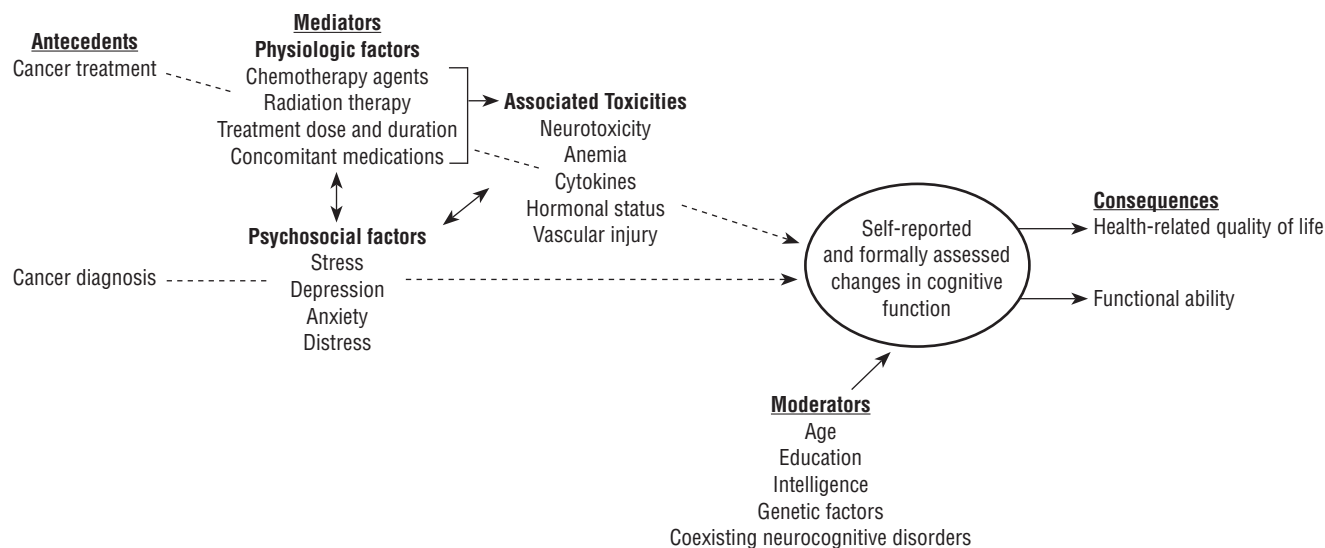 Antecedents
Cancer treatment
Mediators
Physiologic factors
Chemotherapy agents
Radiation therapy
Treatment dose and duration
Concomitant medications
Associated Toxicities
Neurotoxicity
Anemia
Cytokines
Hormonal status
Vascular injury
Cancer diagnosis
Psychosocial factors
Stress
Depression
Anxiety
Distress
Self-reported
and formally assessed
changes in cognitive
function
Consequences
Health-related quality of life
Functional ability
Moderators
Age
Education
Intelligence
Genetic factors
Coexisting neurocognitive disorders